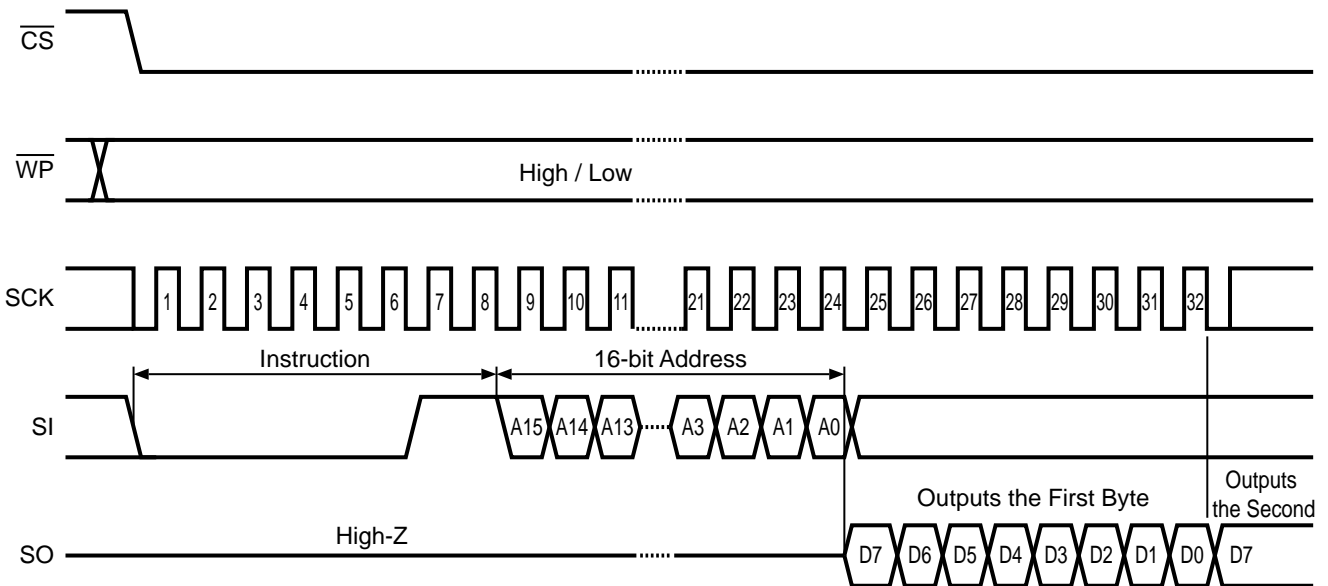 CS
WP
High / Low
SCK
1 2 3 4 5 6 7 8 9 10 11 21 22 23 24 25 26 27 28 29 30 31 32
Instruction
16-bit Address
SI
A15 A14 A13 A3 A2 A1 A0
Outputs the First Byte
Outputs
the Second
SO
High-Z
D7 D6 D5 D4 D3 D2 D1 D0 D7